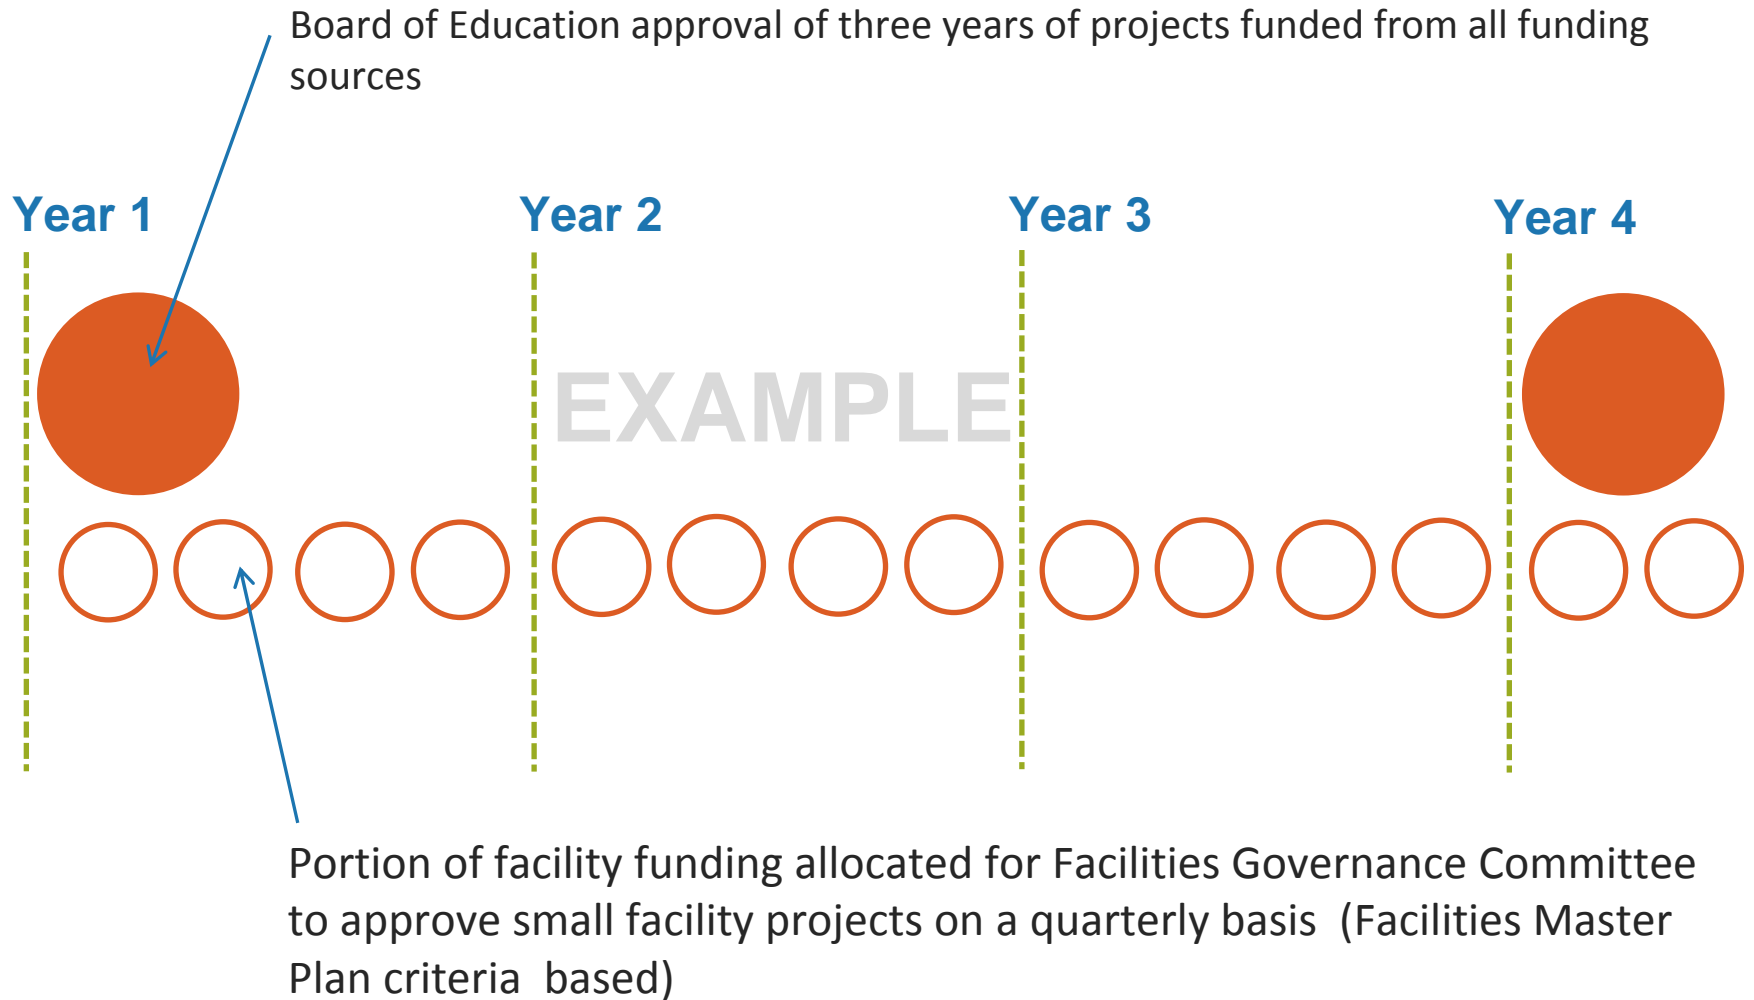 Board of Education approval of three years of projects funded from all funding
sources
Year 1
Year 2
Year 3
Year 4
EXAMPLE
Portion of facility funding allocated for Facilities Governance Committee
to approve small facility projects on a quarterly basis  (Facilities Master
Plan criteria  based)